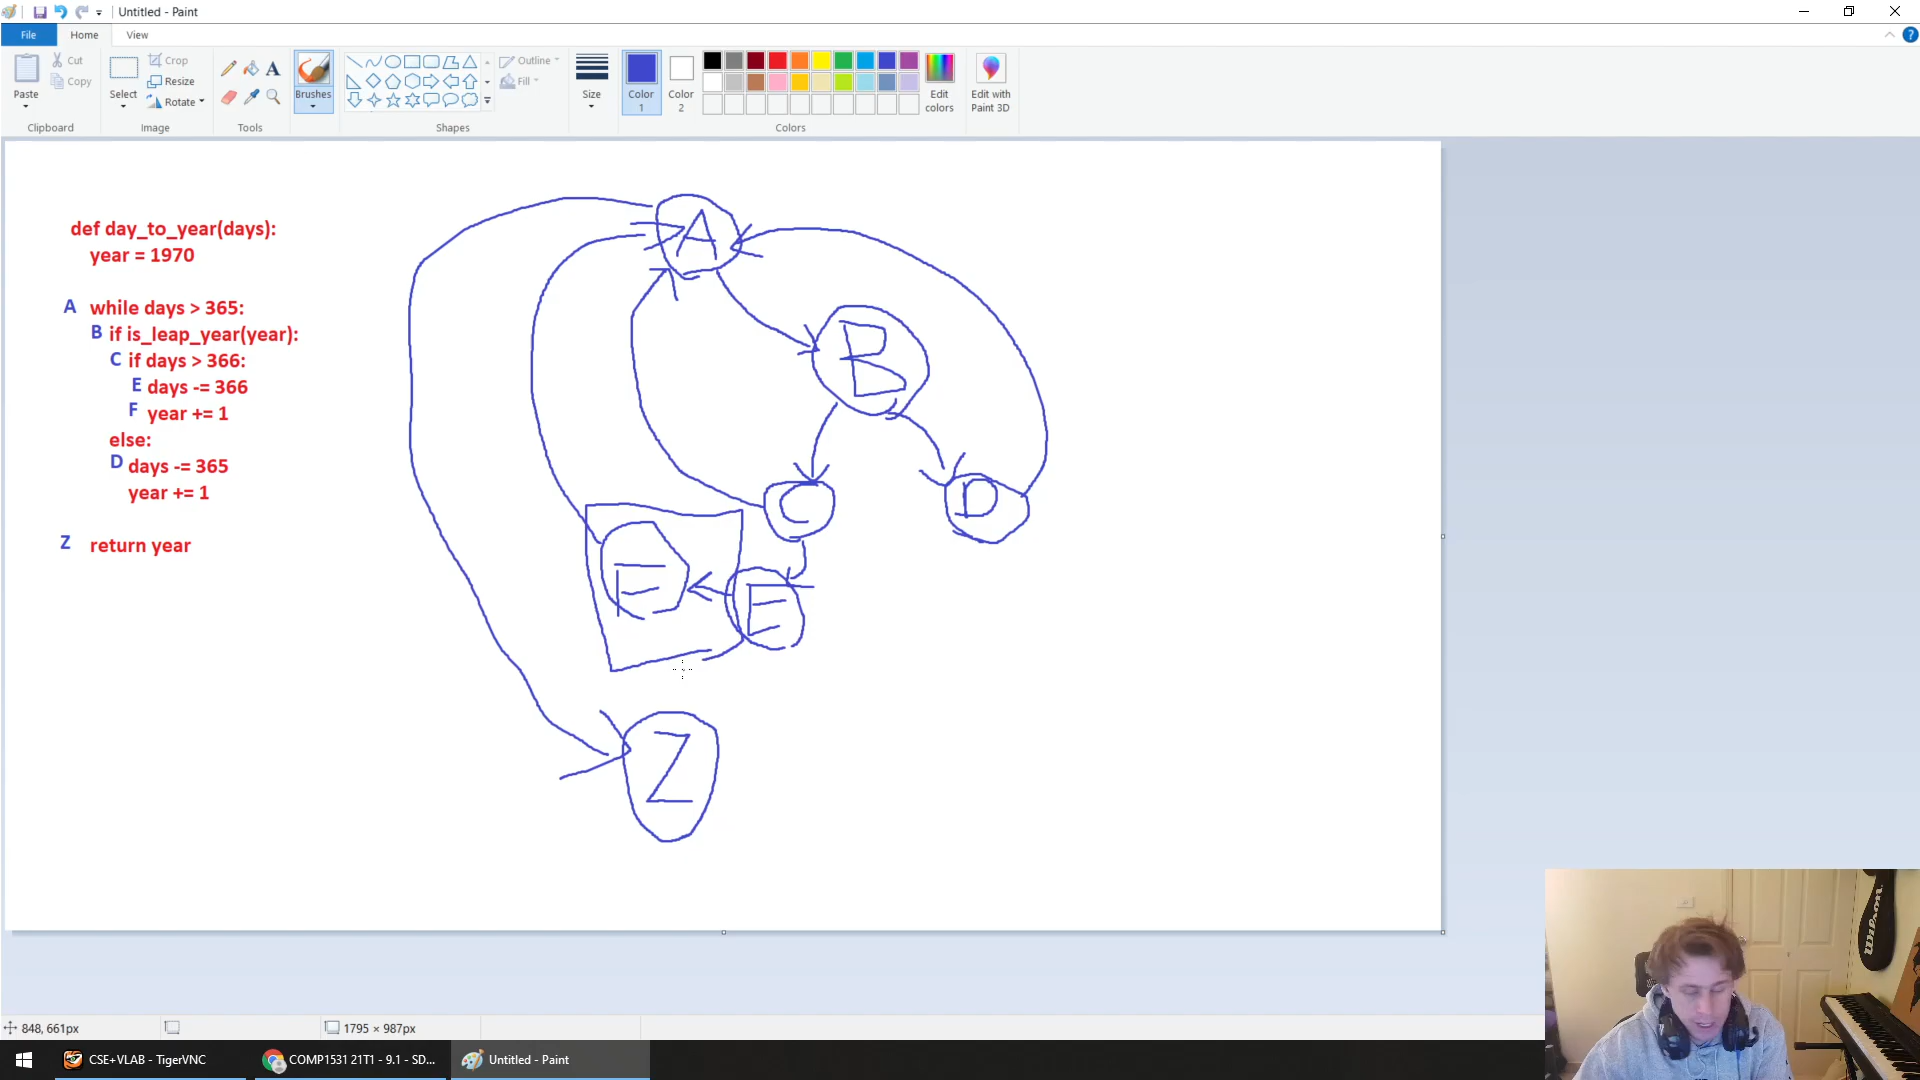 Untitled - Paint
File Home View
Paste
Cut
Copy
Clipboard
Select
Crop
Resize
Rotate
Image
Tools
Brushes
Shapes
Outline
Fill
Size
Color 1
Color 2
Edit colors
Edit with Paint 3D
Colors
def day_to_year(days):
year = 1970
A while days > 365:
B if is_leap_year(year):
C if days > 366:
E days -= 366
F year += 1
else:
D days -= 365
year += 1
Z return year
A
B
C
D
E
E
Z
Wilson
848, 661px
1795 × 987px
CSE+VLAB - TigerVNC
COMP1531 21T1 - 9.1 - SD...
Untitled - Paint